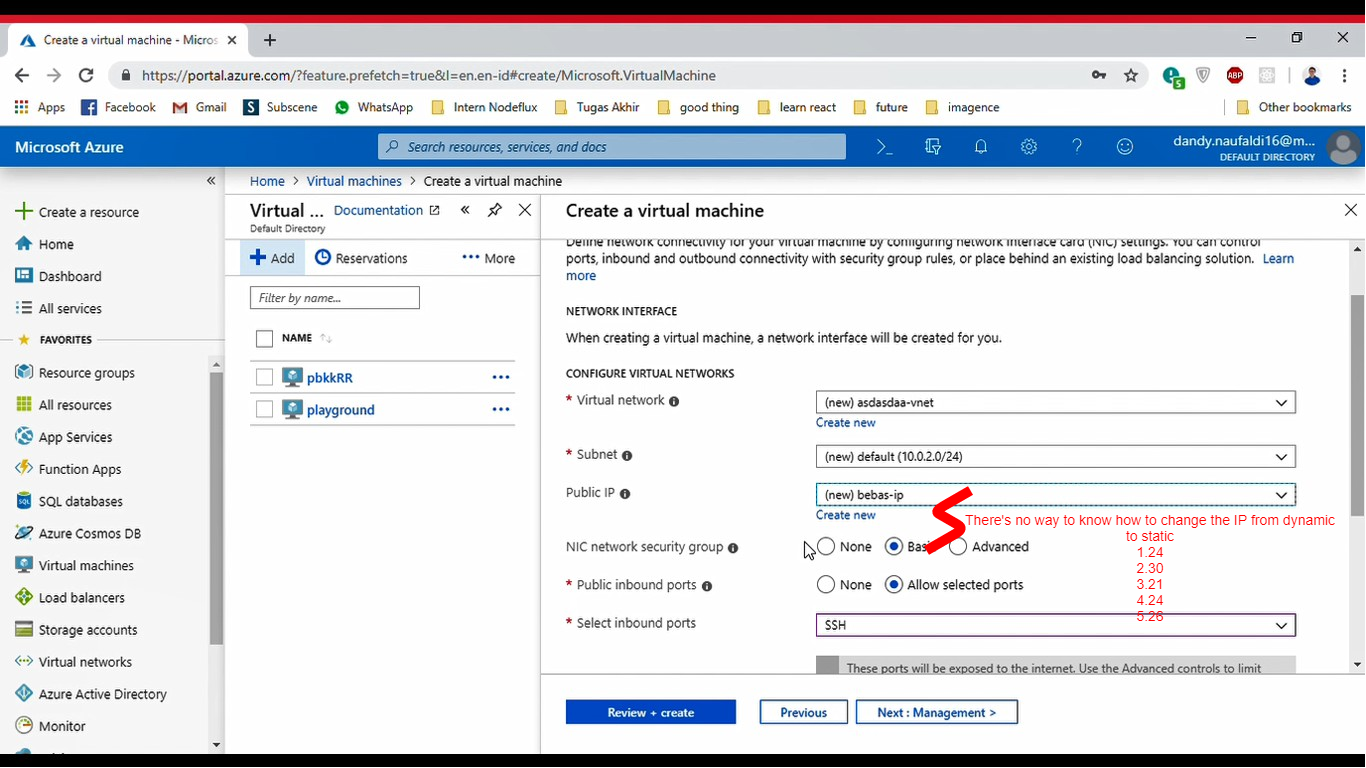 Create a virtual machine - Micros
https://portal.azure.com/?feature.prefetch=true&l=en.en-id#create/Microsoft.VirtualMachine
5
ABP
Apps
Facebook
Gmail
S
Subscene
WhatsApp
Intern Nodeflux
Tugas Akhir
good thing
learn react
future
imagence
Other bookmarks
Microsoft Azure
Search resources, services, and docs
dandy.naufaldi16@m...
DEFAULT DIRECTORY
Create a resource
Home
Dashboard
All services
FAVORITES
Resource groups
All resources
App Services
Function Apps
SQL databases
Azure Cosmos DB
Virtual machines
Load balancers
Storage accounts
Virtual networks
Azure Active Directory
Monitor
Home > Virtual machines > Create a virtual machine
Virtual ...
Documentation
Default Directory
Add
Reservations
More
Filter by name...
NAME
pbkkRR
playground
Create a virtual machine
Define network connectivity for your virtual machine by configuring network interface card (NIC) settings. You can control
ports, inbound and outbound connectivity with security group rules, or place behind an existing load balancing solution. Learn
more
NETWORK INTERFACE
When creating a virtual machine, a network interface will be created for you.
CONFIGURE VIRTUAL NETWORKS
* Virtual network
(new) asdasdaa-vnet
Create new
* Subnet
(new) default (10.0.2.0/24)
Public IP
(new) bebas-ip
Create new
There's no way to know how to change the IP from dynamic
to static
1.24
2.30
3.21
4.24
5.26
NIC network security group
None
Basic
Advanced
* Public inbound ports
None
Allow selected ports
* Select inbound ports
SSH
These ports will be exposed to the internet. Use the Advanced controls to limit
Review + create
Previous
Next : Management >